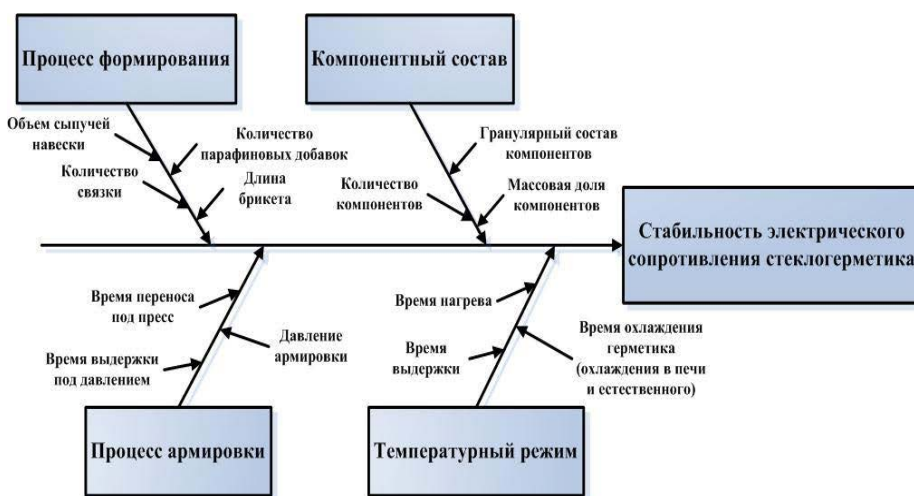 Процесс формирования
Компонентный состав
Объем сыпучей
навески
Количество
парафиновых добавок
Количество
связки
Длина
брикета
Гранулярный состав
компонентов
Количество
компонентов
Массовая доля
компонентов
Стабильность электрического
сопротивления стеклогерметика
Время переноса
под пресс
Давление
армировки
Время выдержки
под давлением
Время нагрева
Время
выдержки
Время охлаждения
герметика
(охлаждения в печи
и естественного)
Процесс армировки
Температурный режим